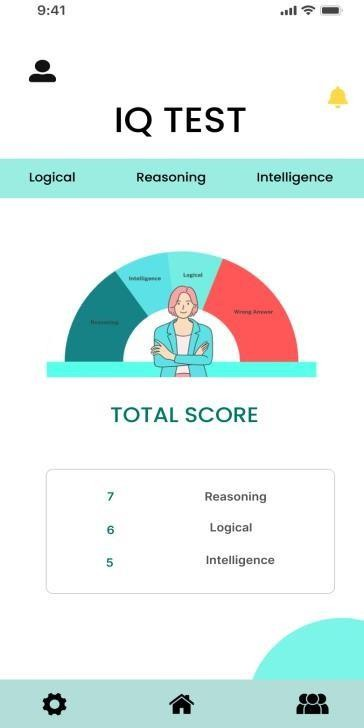 9:41
IQ TEST
Logical Reasoning Intelligence
Intelligence Logical
Reasoning Wrong Answer
TOTAL SCORE
7 Reasoning
6 Logical
5 Intelligence